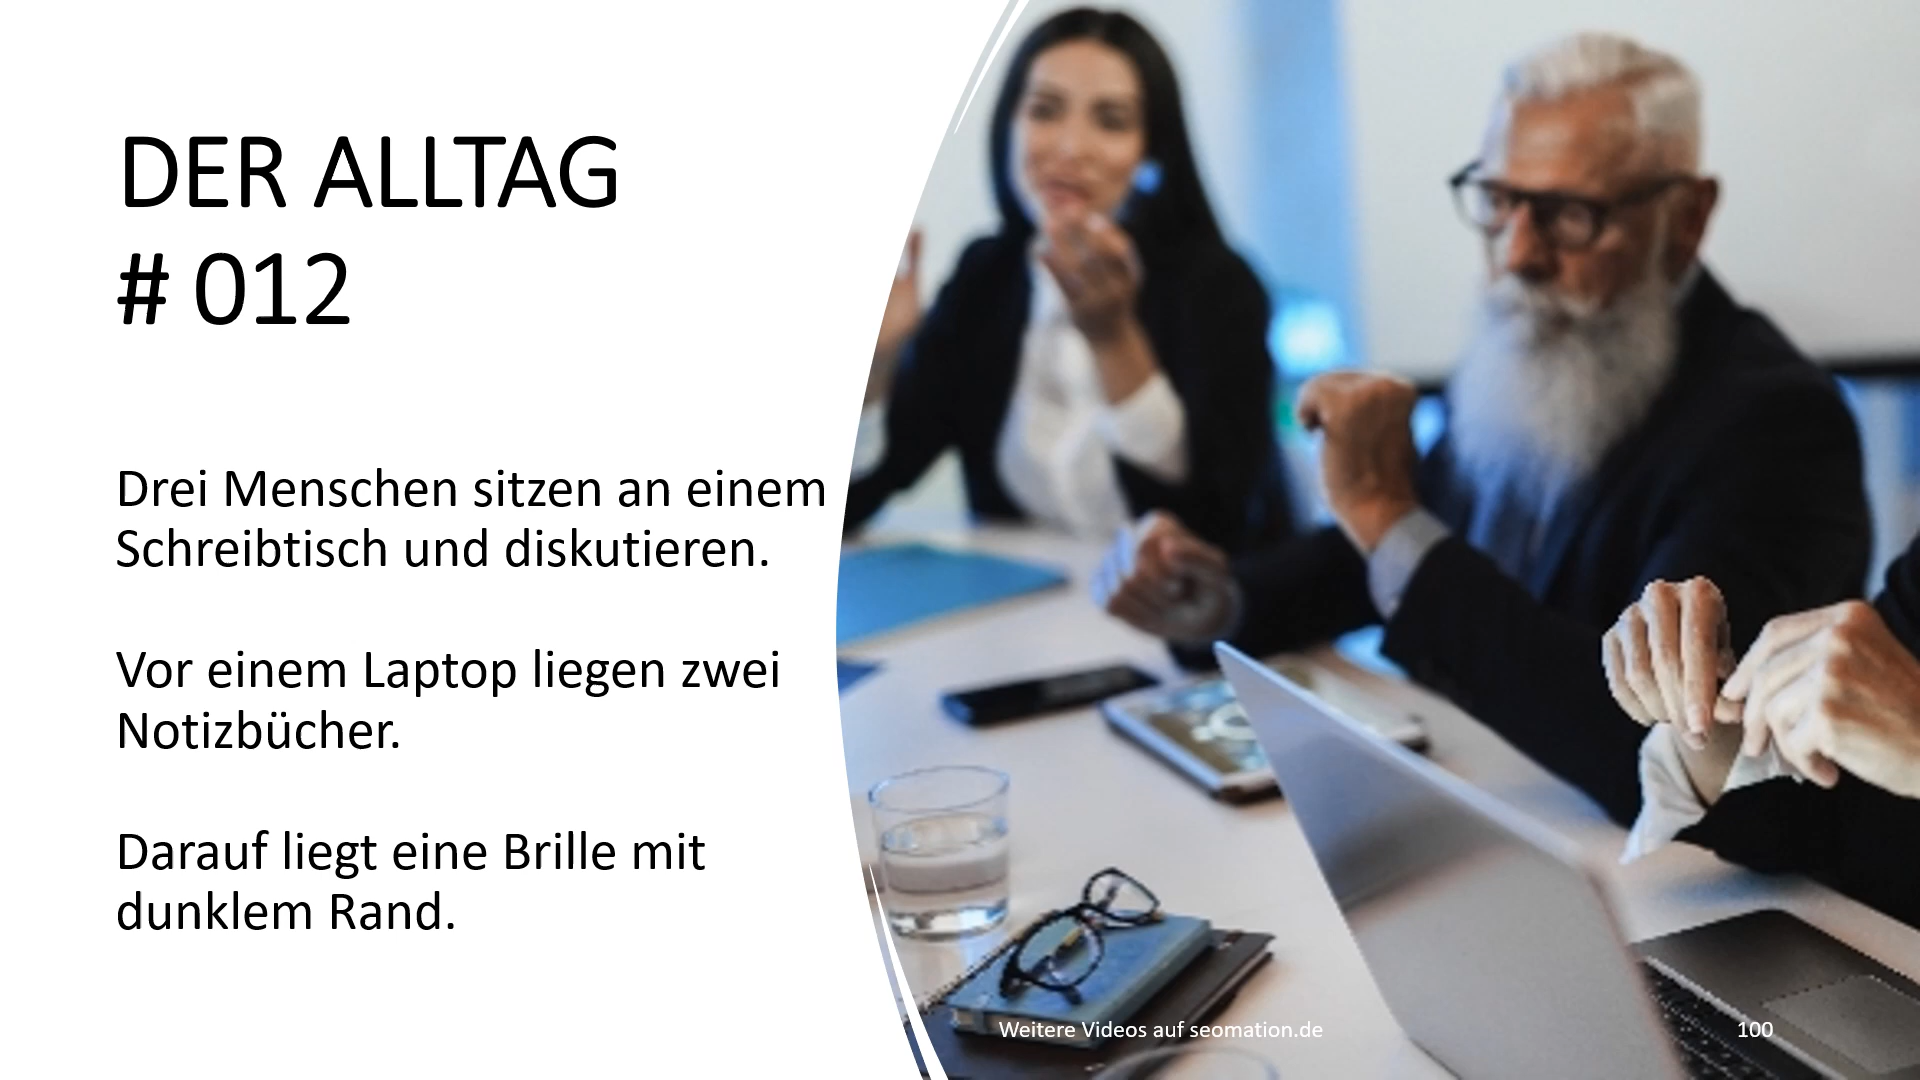 DER ALLTAG
# 012
Drei Menschen sitzen an einem
Schreibtisch und diskutieren.
Vor einem Laptop liegen zwei
Notizbücher.
Darauf liegt eine Brille mit
dunklem Rand.
Weitere Videos auf seomation.de
100